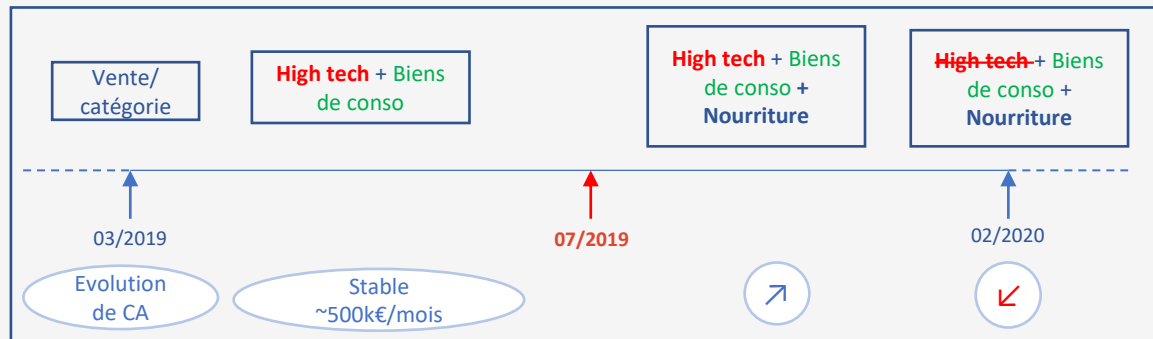 Vente/
catégorie
High tech + Biens
de conso
High tech + Biens
de conso +
Nourriture
High tech + Biens
de conso +
Nourriture
03/2019
07/2019
02/2020
Evolution
de CA
Stable
~500k€/mois